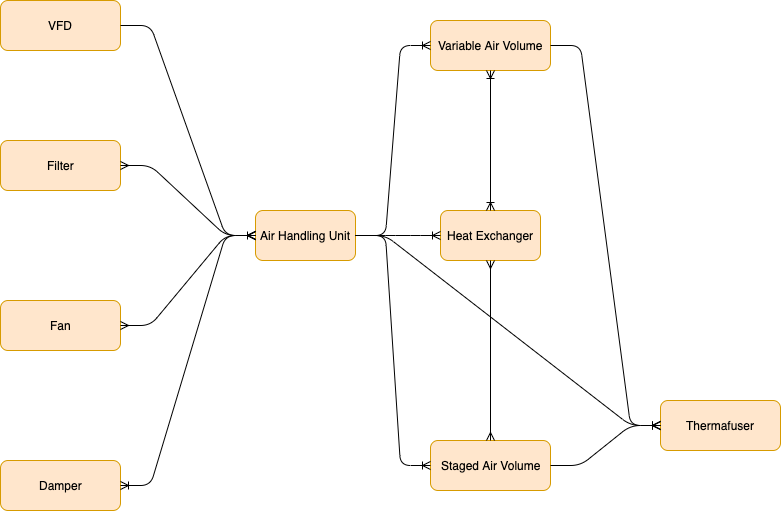 VFD
Variable Air Volume
Filter
Air Handling Unit
Heat Exchanger
Fan
Thermafuser
Staged Air Volume
Damper